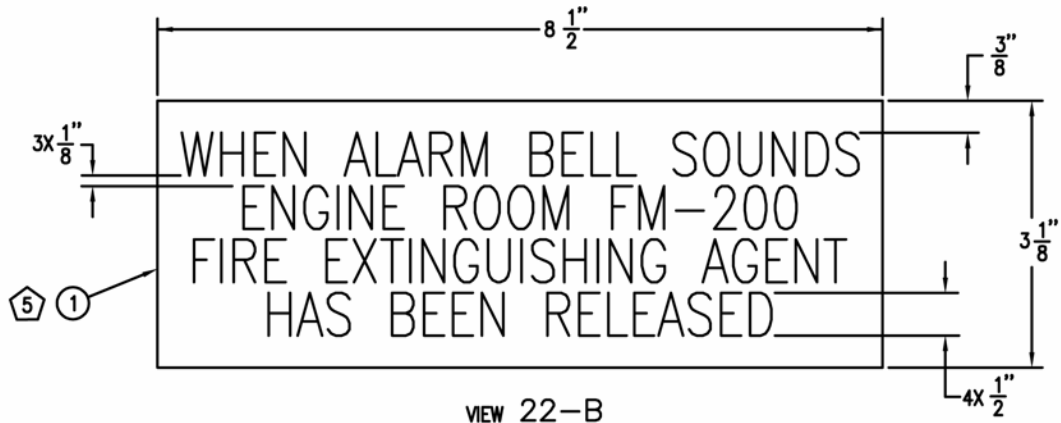 8 1/2"
3/8"
3X 1/8"
WHEN ALARM BELL SOUNDS
ENGINE ROOM FM-200
FIRE EXTINGUISHING AGENT
HAS BEEN RELEASED
3 1/8"
5 1
4X 1/2"
VIEW 22-B